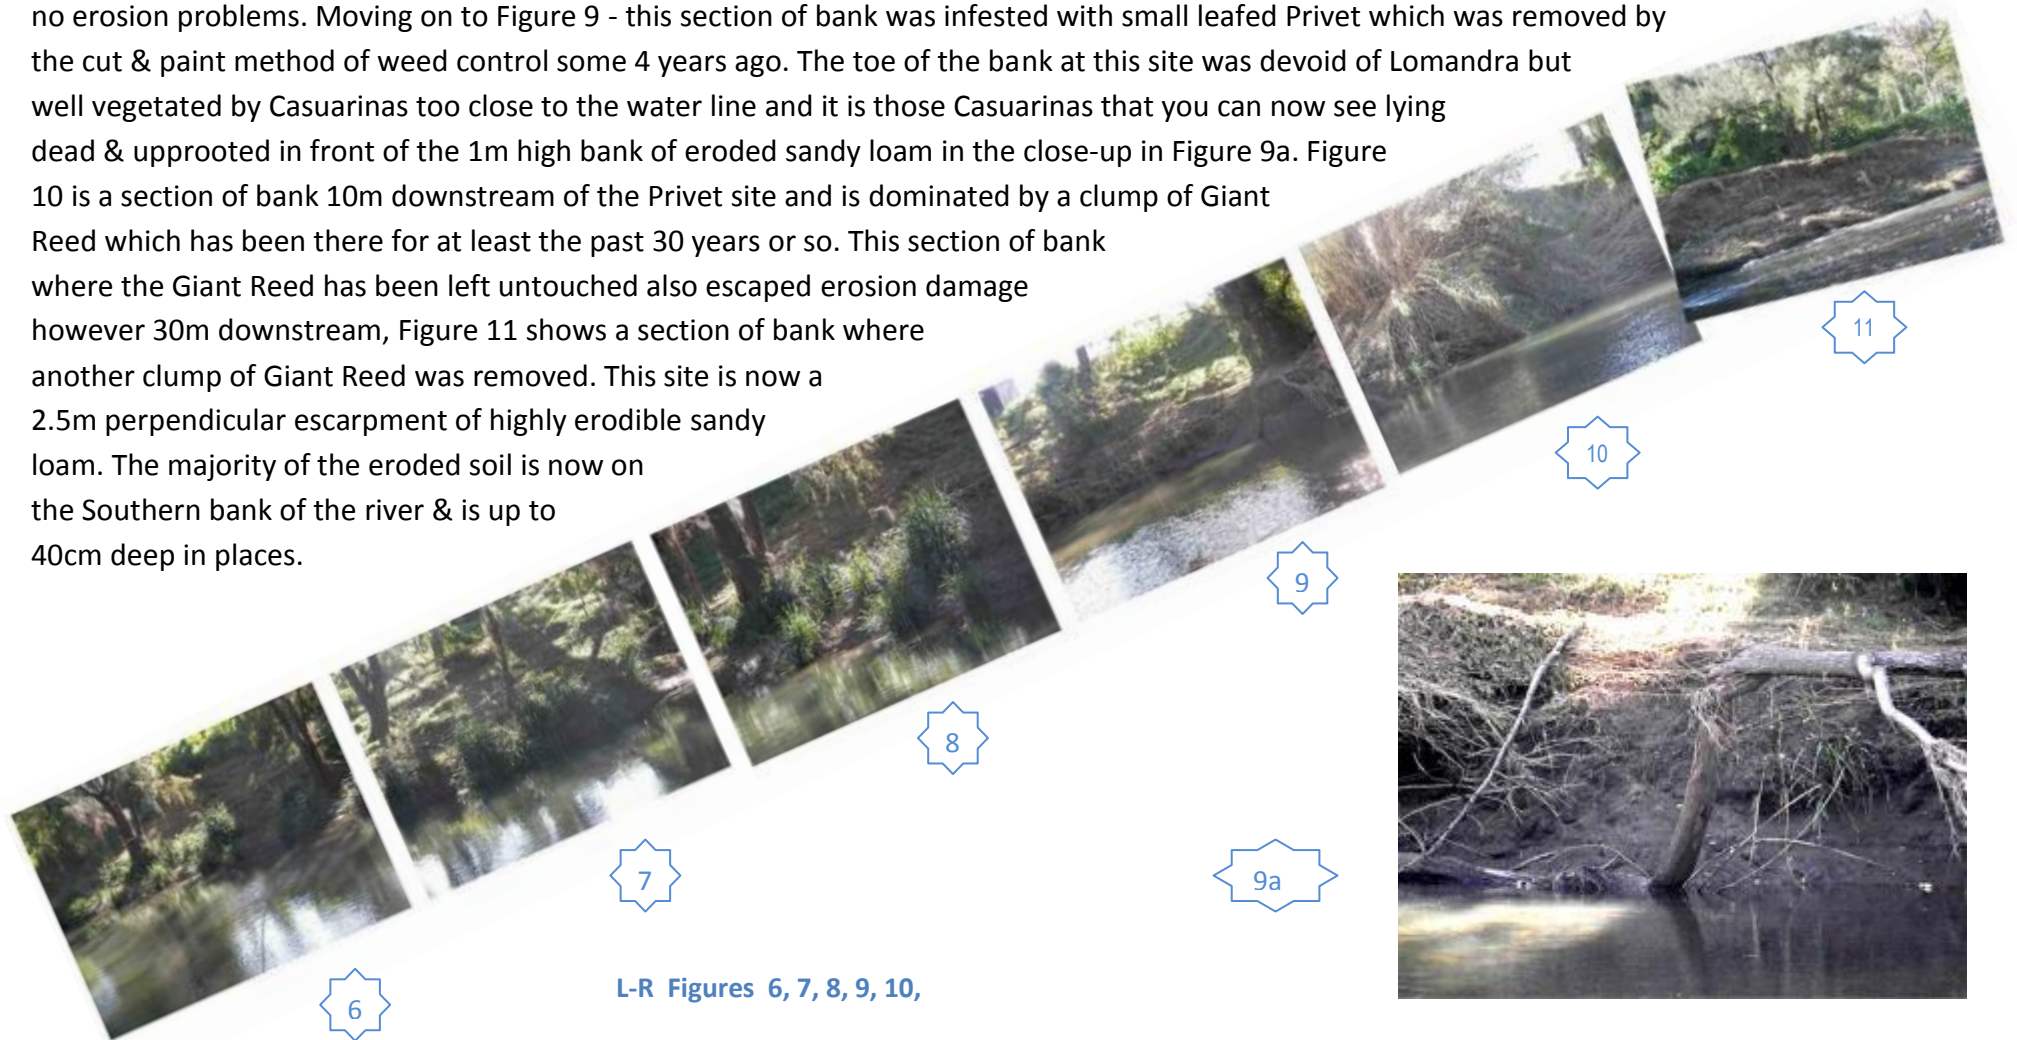 no erosion problems. Moving on to Figure 9 - this section of bank was infested with small leafed Privet which was removed by
the cut & paint method of weed control some 4 years ago. The toe of the bank at this site was devoid of Lomandra but
well vegetated by Casuarinas too close to the water line and it is those Casuarinas that you can now see lying
dead & upprooted in front of the 1m high bank of eroded sandy loam in the close-up in Figure 9a. Figure
10 is a section of bank 10m downstream of the Privet site and is dominated by a clump of Giant
Reed which has been there for at least the past 30 years or so. This section of bank
where the Giant Reed has been left untouched also escaped erosion damage
however 30m downstream, Figure 11 shows a section of bank where
another clump of Giant Reed was removed. This site is now a
2.5m perpendicular escarpment of highly erodible sandy
loam. The majority of the eroded soil is now on
the Southern bank of the river & is up to
40cm deep in places.
11
10
9
8
7
9a
6
L-R Figures 6, 7, 8, 9, 10,